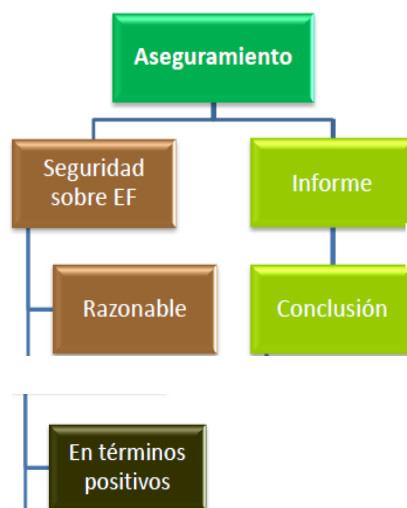 Aseguramiento
Seguridad
sobre EF
Informe
Razonable
Conclusión
En términos
positivos